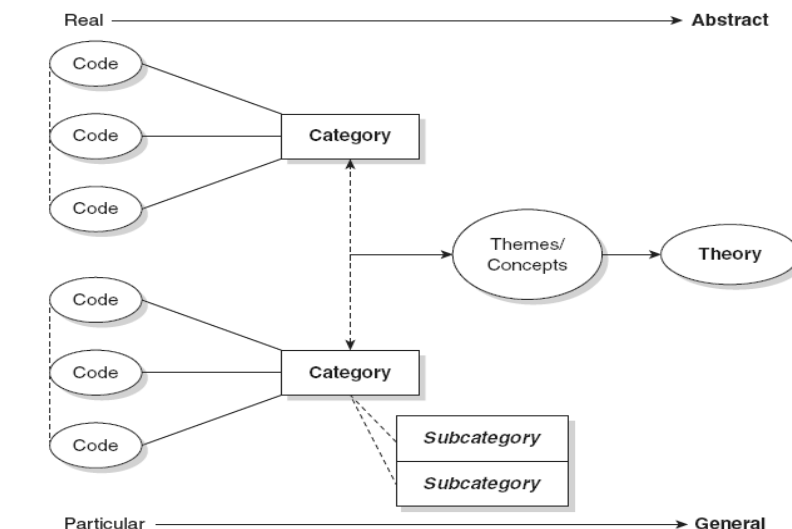 Real
Abstract
Code
Code
Category
Code
Themes/
Concepts
Theory
Code
Code
Category
Code
Subcategory
Subcategory
Particular
General